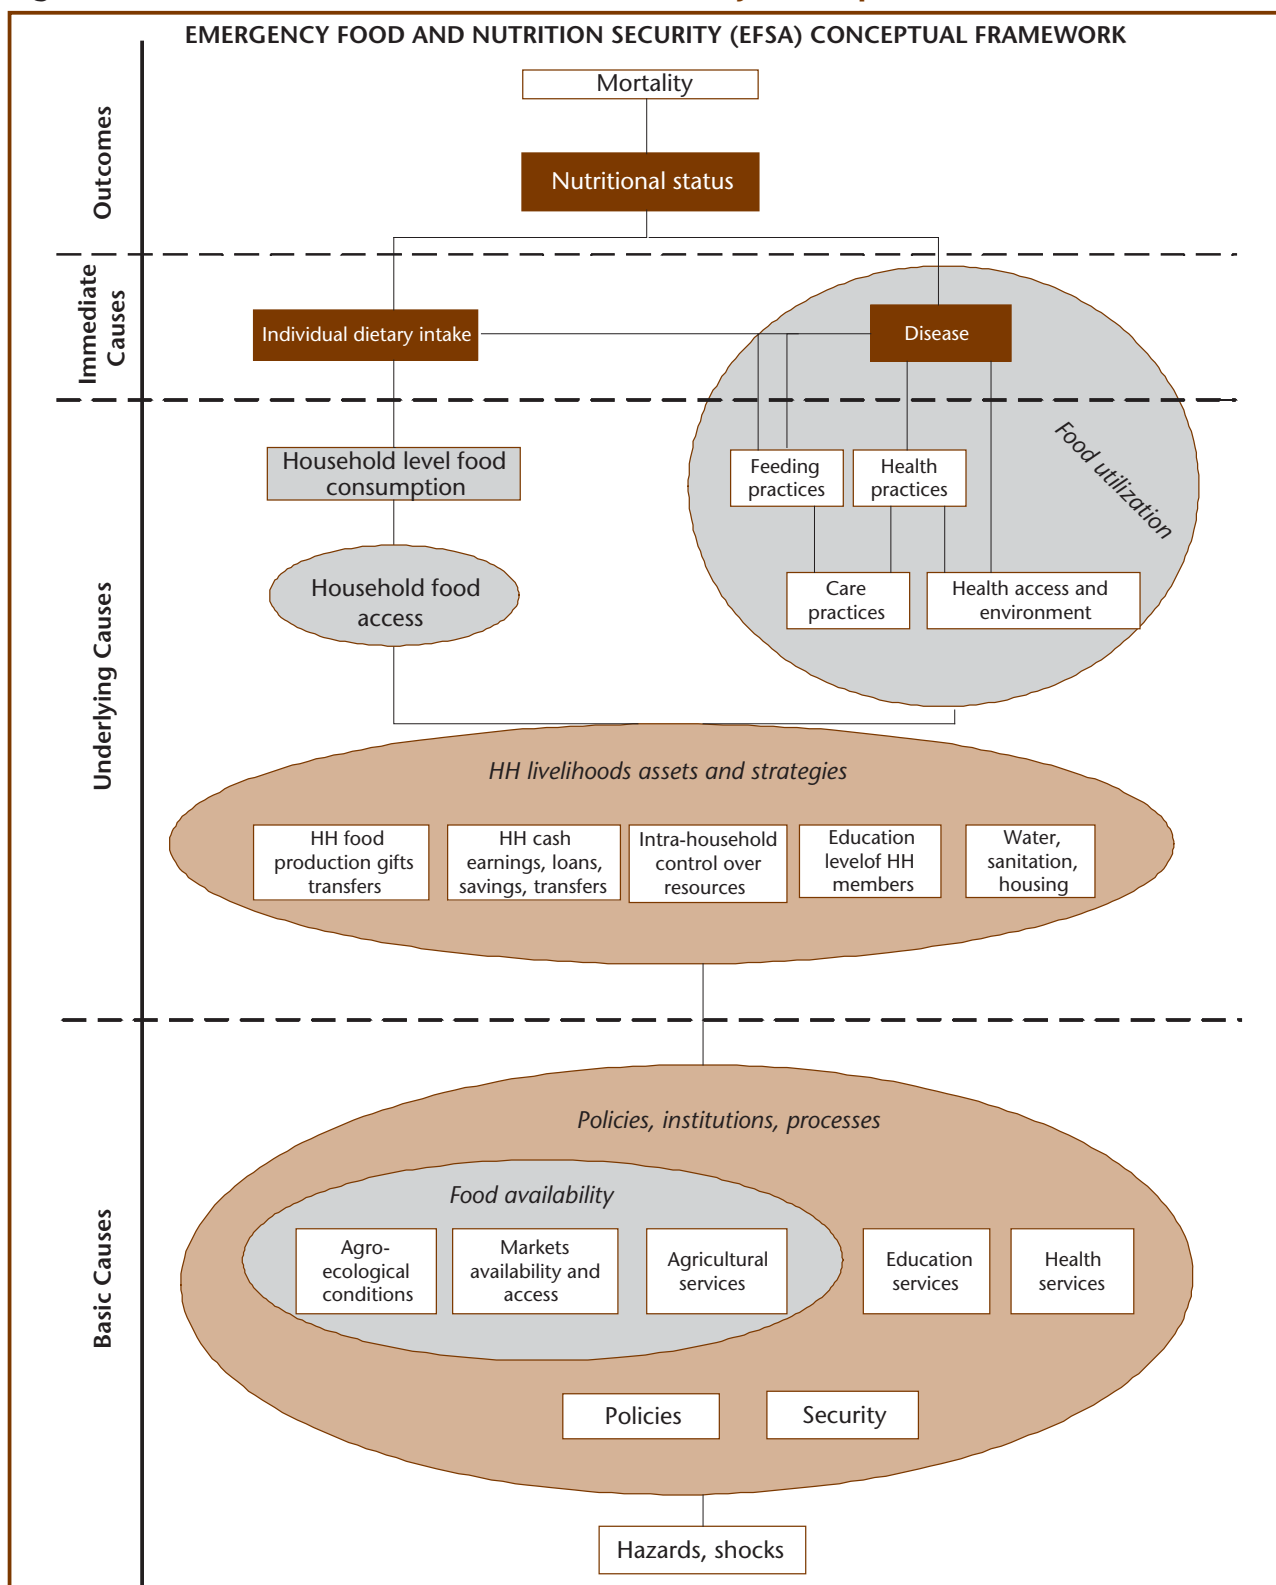 EMERGENCY FOOD AND NUTRITION SECURITY (EFSA) CONCEPTUAL FRAMEWORK
Outcomes
Mortality
Nutritional status
Immediate
Causes
Individual dietary intake
Disease
Underlying Causes
Household level food
consumption
Household food
access
Food utilization
Feeding
practices
Health
practices
Care
practices
Health access and
environment
HH livelihoods assets and strategies
HH food
production gifts
transfers
HH cash
earnings, loans,
savings, transfers
Intra-household
control over
resources
Education
levelof HH
members
Water,
sanitation,
housing
Basic Causes
Policies, institutions, processes
Food availability
Agro-
ecological
conditions
Markets
availability and
access
Agricultural
services
Education
services
Health
services
Policies
Security
Hazards, shocks